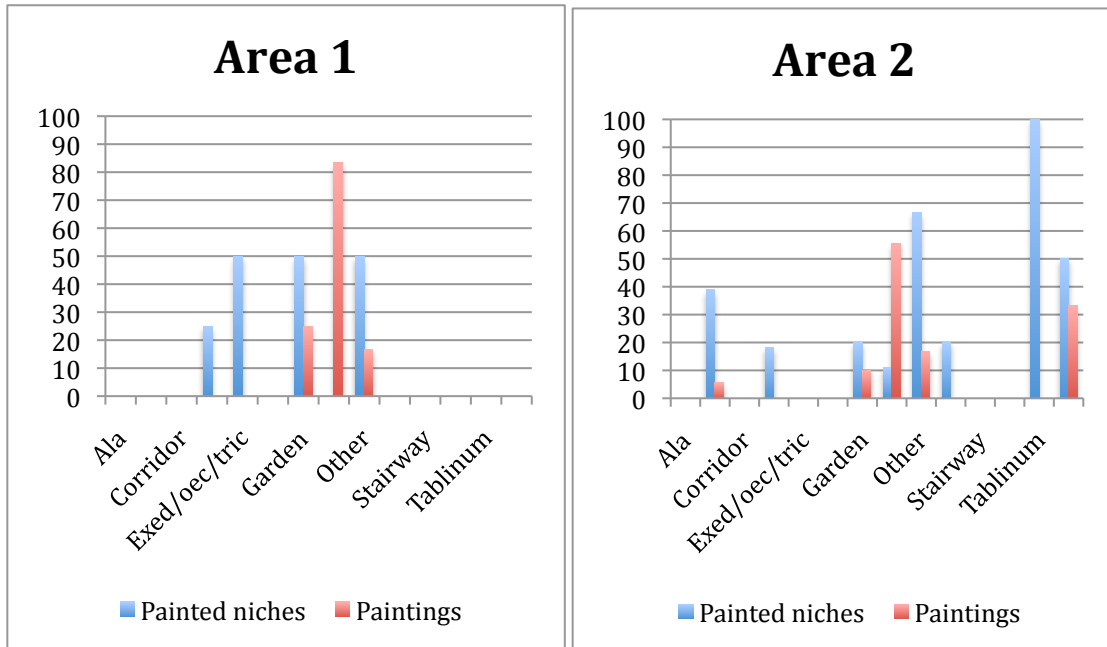 Area 1
100
90
80
70
60
50
40
30
20
10
0
Ala
Corridor
Exed/oec/tric
Garden
Other
Stairway
Tablinum
Painted niches Paintings
Area 2
100
90
80
70
60
50
40
30
20
10
0
Ala
Corridor
Exed/oec/tric
Garden
Other
Stairway
Tablinum
Painted niches Paintings